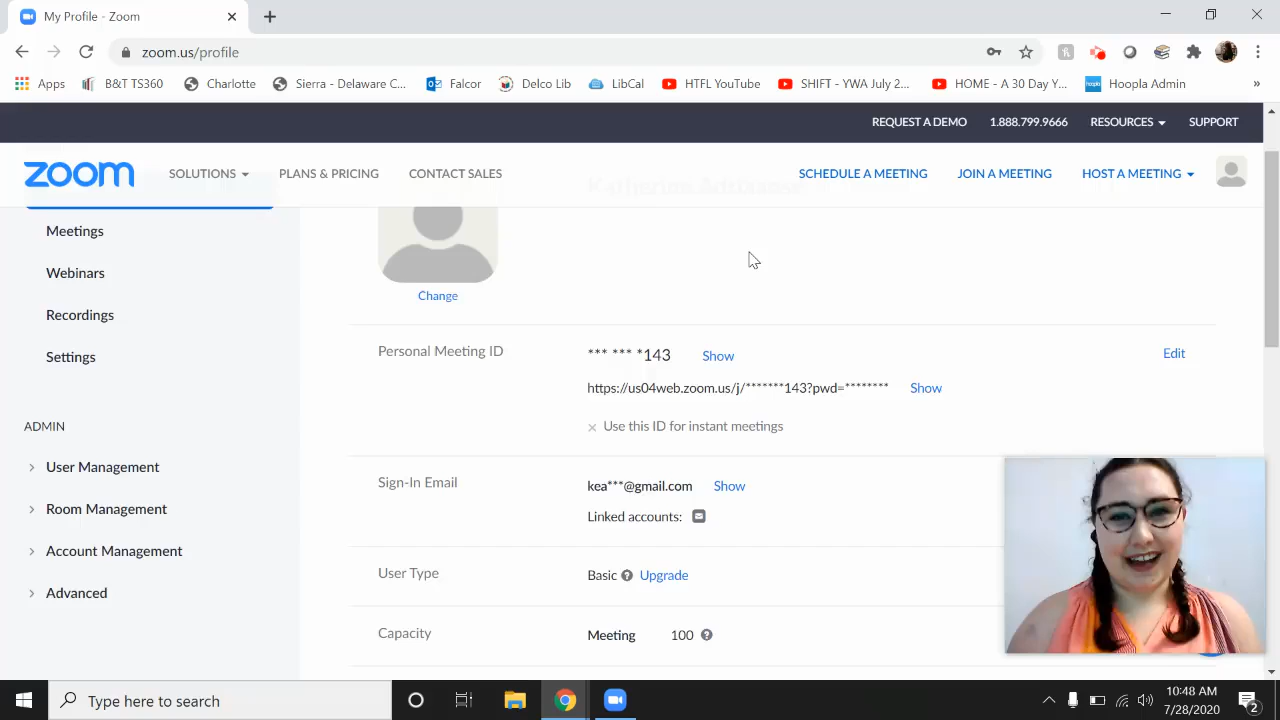 My Profile - Zoom
zoom.us/profile
Apps B&T TS360 Charlotte Sierra - Delaware C... Falcor Delco Lib LibCal HTFL YouTube SHIFT - YWA July 2... HOME - A 30 Day Y... Hoopla Admin »
REQUEST A DEMO 1.888.799.9666 RESOURCES SUPPORT
zoom SOLUTIONS PLANS & PRICING CONTACT SALES SCHEDULE A MEETING JOIN A MEETING HOST A MEETING
Meetings
Webinars
Change
Recordings
Personal Meeting ID *** *** *143 Show Edit
Settings
https://us04web.zoom.us/j/*******143?pwd=******** Show
× Use this ID for instant meetings
ADMIN
User Management
Sign-In Email kea***@gmail.com Show
Room Management
Linked accounts:
Account Management
User Type Basic Upgrade
Advanced
Capacity Meeting 100
Type here to search
10:48 AM
7/28/2020
2